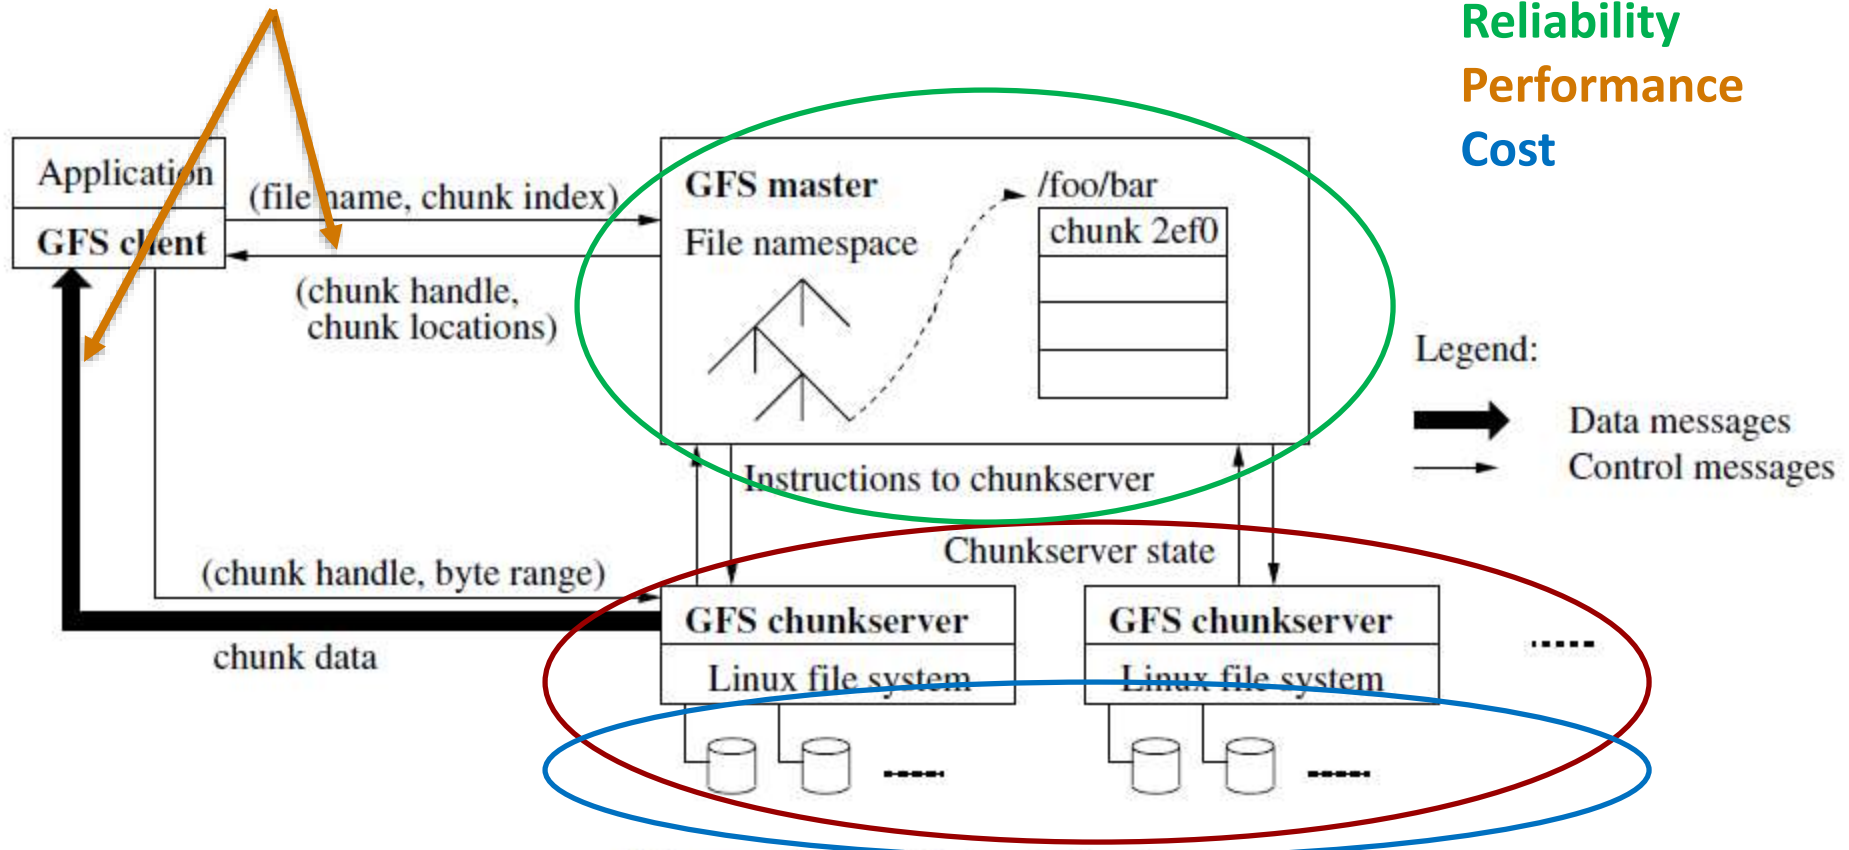 Reliability
Performance
Cost
Application
GFS client
(file name, chunk index)
(chunk handle,
chunk locations)
GFS master
File namespace
/foo/bar
chunk 2ef0
Legend:
Data messages
Control messages
Instructions to chunkserver
Chunkserver state
(chunk handle, byte range)
chunk data
GFS chunkserver
Linux file system
GFS chunkserver
Linux file system